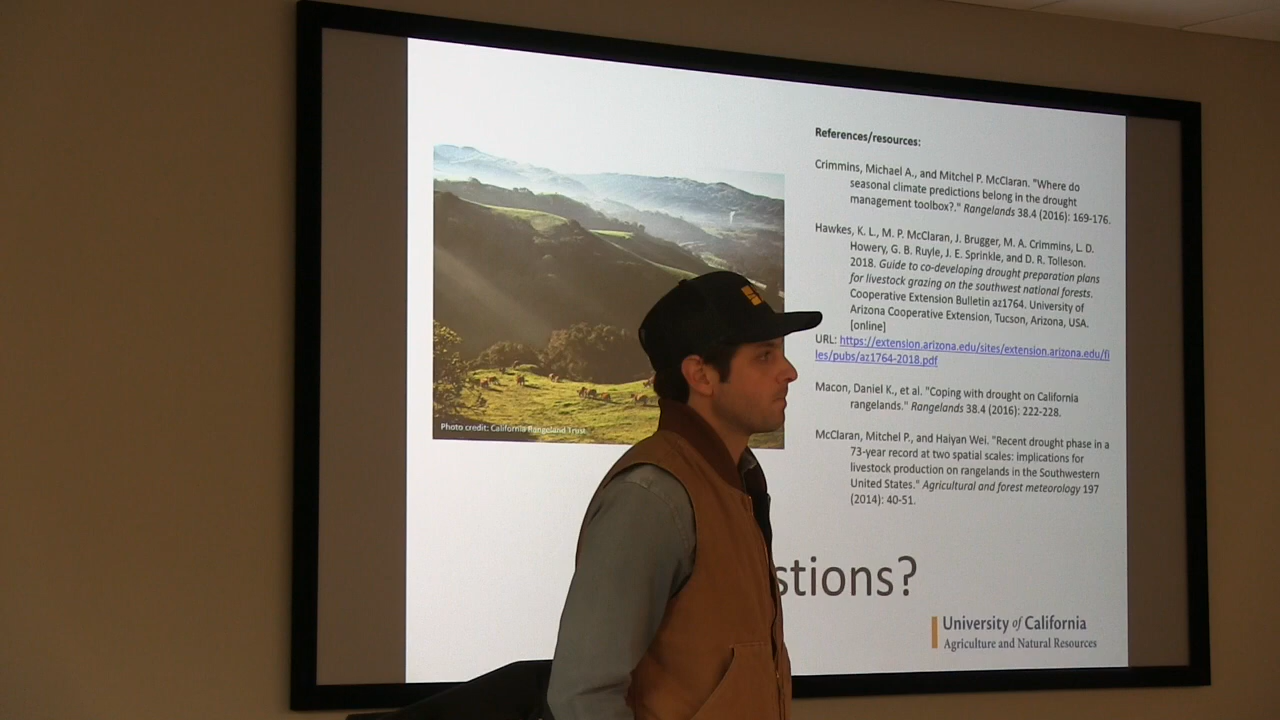 References/resources:
Crimmins, Michael A., and Mitchel P. McClaran. "Where do
seasonal climate predictions belong in the drought
management toolbox?." Rangelands 38.4 (2016): 169-176.
Hawkes, K. L., M. P. McClaran, J. Brugger, M. A. Crimmins, L. D.
Howery, G. B. Ruyle, J. E. Sprinkle, and D. R. Tolleson.
2018. Guide to co-developing drought preparation plans
for livestock grazing on the southwest national forests.
Cooperative Extension Bulletin az1764. University of
Arizona Cooperative Extension, Tucson, Arizona, USA.
[online]
URL: https://extension.arizona.edu/sites/extension.arizona.edu/fi
les/pubs/az1764-2018.pdf
Macon, Daniel K., et al. "Coping with drought on California
rangelands." Rangelands 38.4 (2016): 222-228.
McClaran, Mitchel P., and Haiyan Wei. "Recent drought phase in a
73-year record at two spatial scales: implications for
livestock production on rangelands in the Southwestern
United States." Agricultural and forest meteorology 197
(2014): 40-51.
Photo credit: California Rangeland Trust
stions?
University of California
Agriculture and Natural Resources